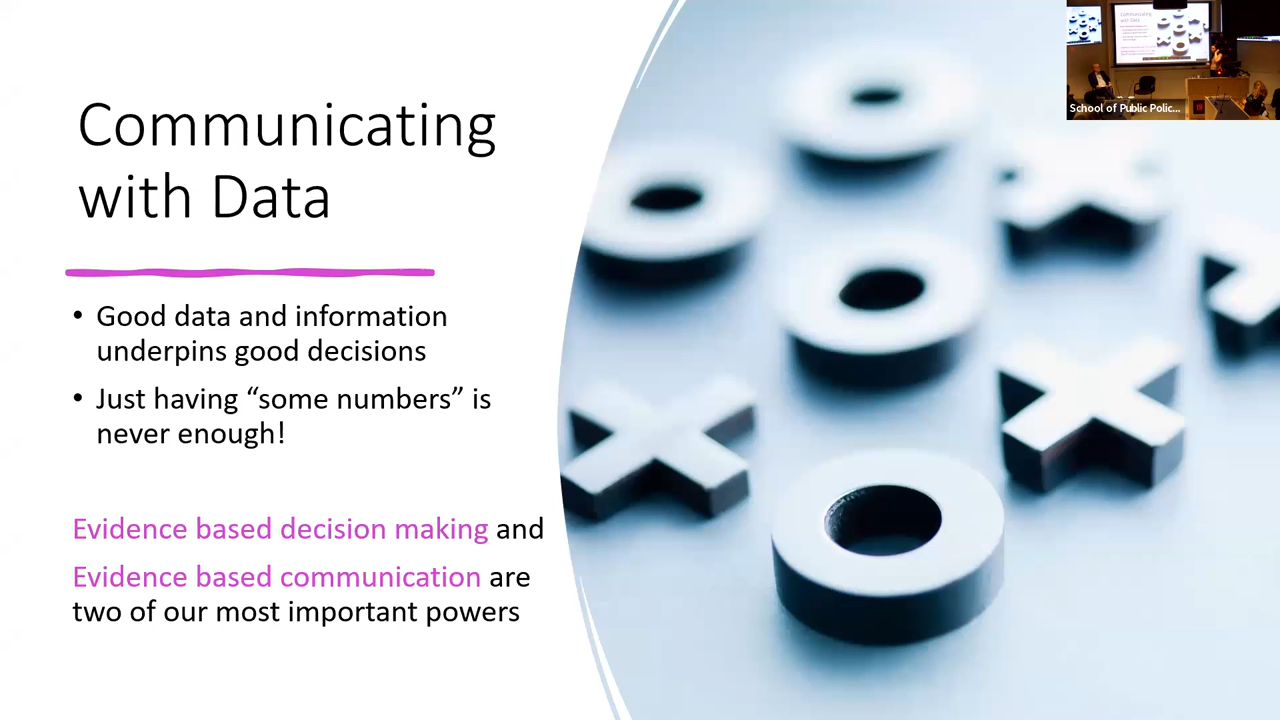 Communicating
with Data
• Good data and information
underpins good decisions
• Just having “some numbers” is
never enough!
Evidence based decision making and
Evidence based communication are
two of our most important powers
School of Public Polic...